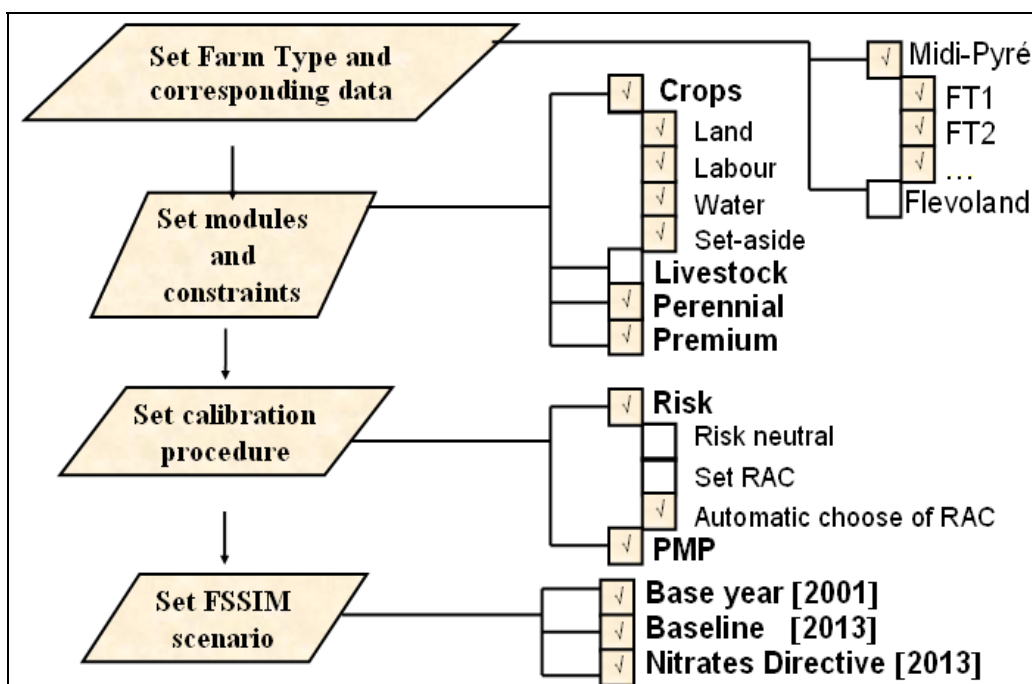 Set Farm Type and
corresponding data
√ Midi-Pyré
√ FT1
√ FT2
√ ...
Flevoland
Set modules
and
constraints
√ Crops
√ Land
√ Labour
√ Water
√ Set-aside
Livestock
√ Perennial
√ Premium
Set calibration
procedure
√ Risk
Risk neutral
Set RAC
√ Automatic choose of RAC
√ PMP
Set FSSIM
scenario
√ Base year [2001]
√ Baseline [2013]
√ Nitrates Directive [2013]